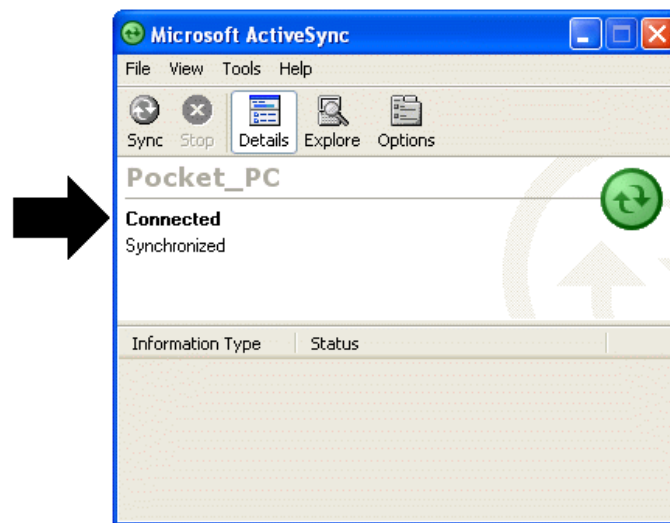 Microsoft ActiveSync
File View Tools Help
Sync Stop Details Explore Options
Pocket_PC
Connected
Synchronized
Information Type Status